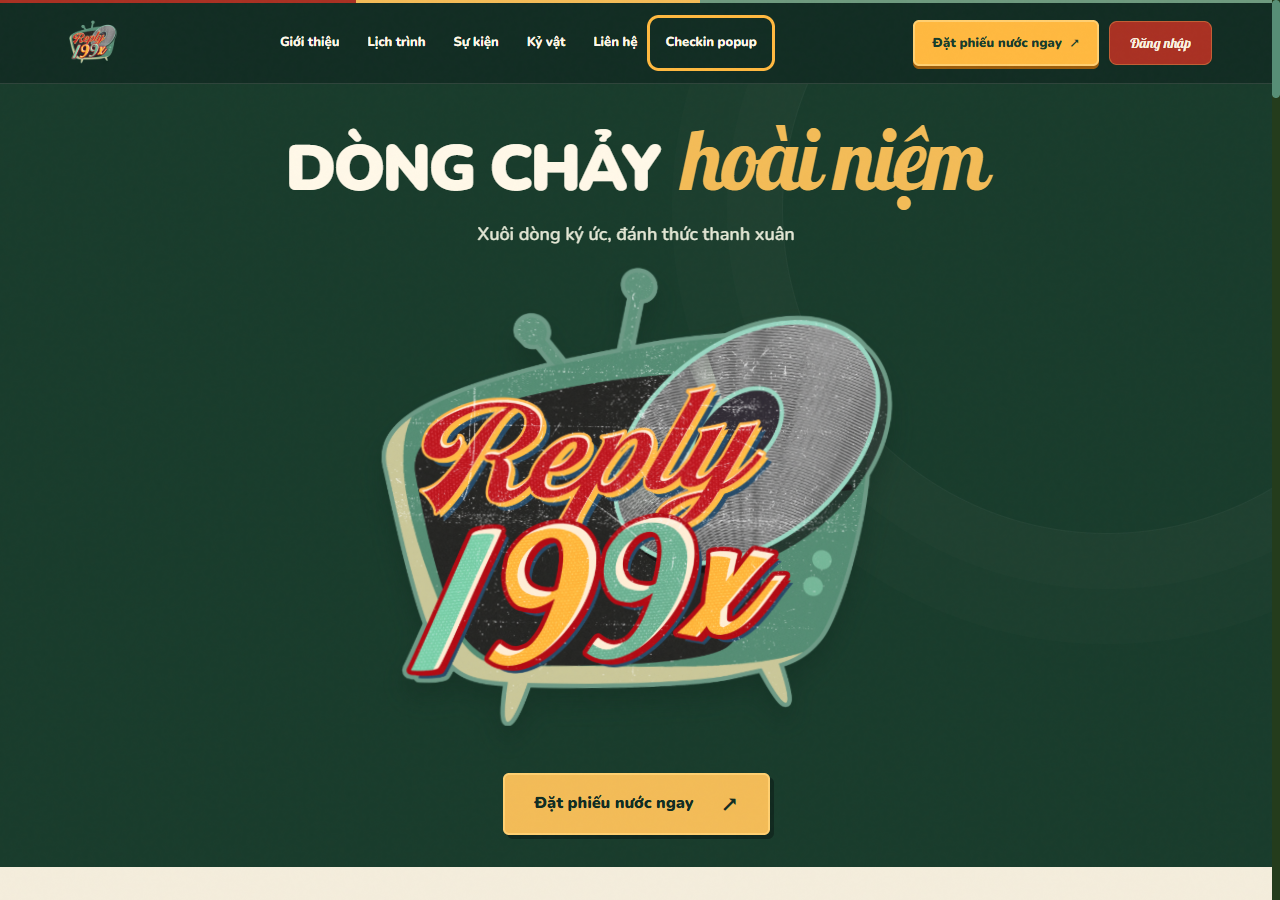 Reply 199x
Giới thiệu
Lịch trình
Sự kiện
Kỷ vật
Liên hệ
Checkin popup
Đặt phiếu nước ngay ↗
Đăng nhập
DÒNG CHẢY hoài niệm
Xuôi dòng ký ức, đánh thức thanh xuân
Reply
199x
Đặt phiếu nước ngay ↗